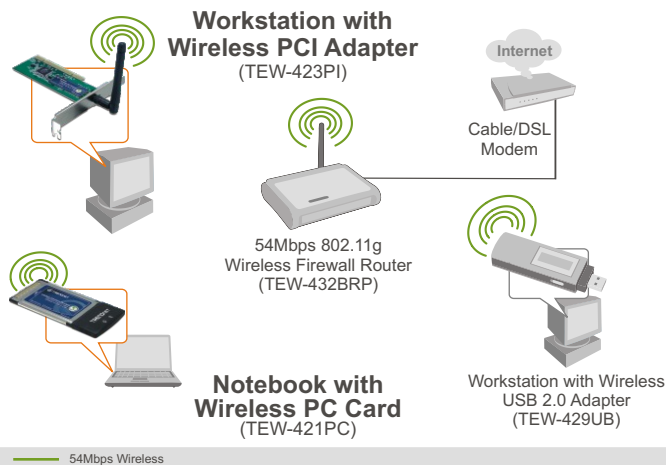 Workstation with
Wireless PCI Adapter
(TEW-423PI)
Internet
Cable/DSL
Modem
54Mbps 802.11g
Wireless Firewall Router
(TEW-432BRP)
TRENDNET
Notebook with
Wireless PC Card
(TEW-421PC)
Workstation with Wireless
USB 2.0 Adapter
(TEW-429UB)
54Mbps Wireless